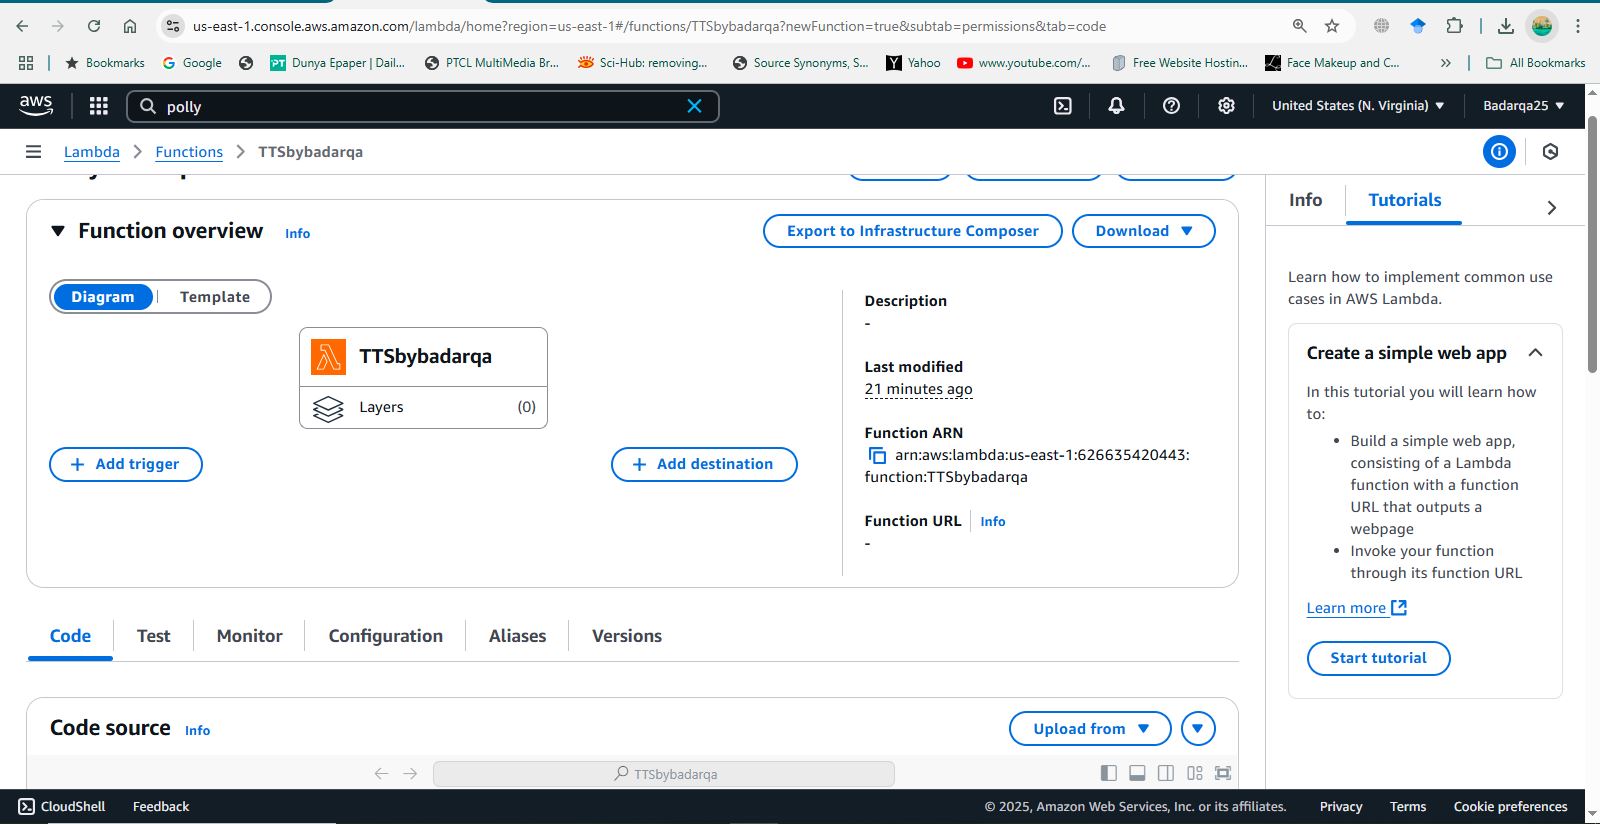 us-east-1.console.aws.amazon.com/lambda/home?region=us-east-1#/functions/TTSbybadarqa?newFunction=true&subtab=permissions&tab=code
Bookmarks
Google
Dunya Epaper | Dail...
PTCL MultiMedia Br...
Sci-Hub: removing...
Source Synonyms, S...
Yahoo
www.youtube.com/...
Free Website Hostin...
Face Makeup and C...
»
All Bookmarks
aws
polly
United States (N. Virginia)
Badarqa25
Lambda
Functions
TTSbybadarqa
Info
Tutorials
Function overview
Info
Export to Infrastructure Composer
Download
Diagram
Template
TTSbybadarqa
Layers
(0)
Add trigger
Add destination
Description
-
Last modified
21 minutes ago
Function ARN
arn:aws:lambda:us-east-1:626635420443:
function:TTSbybadarqa
Function URL
Info
-
Learn how to implement common use
cases in AWS Lambda.
Create a simple web app
In this tutorial you will learn how
to:
• Build a simple web app,
consisting of a Lambda
function with a function
URL that outputs a
webpage
• Invoke your function
through its function URL
Learn more
Start tutorial
Code
Test
Monitor
Configuration
Aliases
Versions
Code source
Info
Upload from
TTSbybadarqa
CloudShell
Feedback
© 2025, Amazon Web Services, Inc. or its affiliates.
Privacy
Terms
Cookie preferences